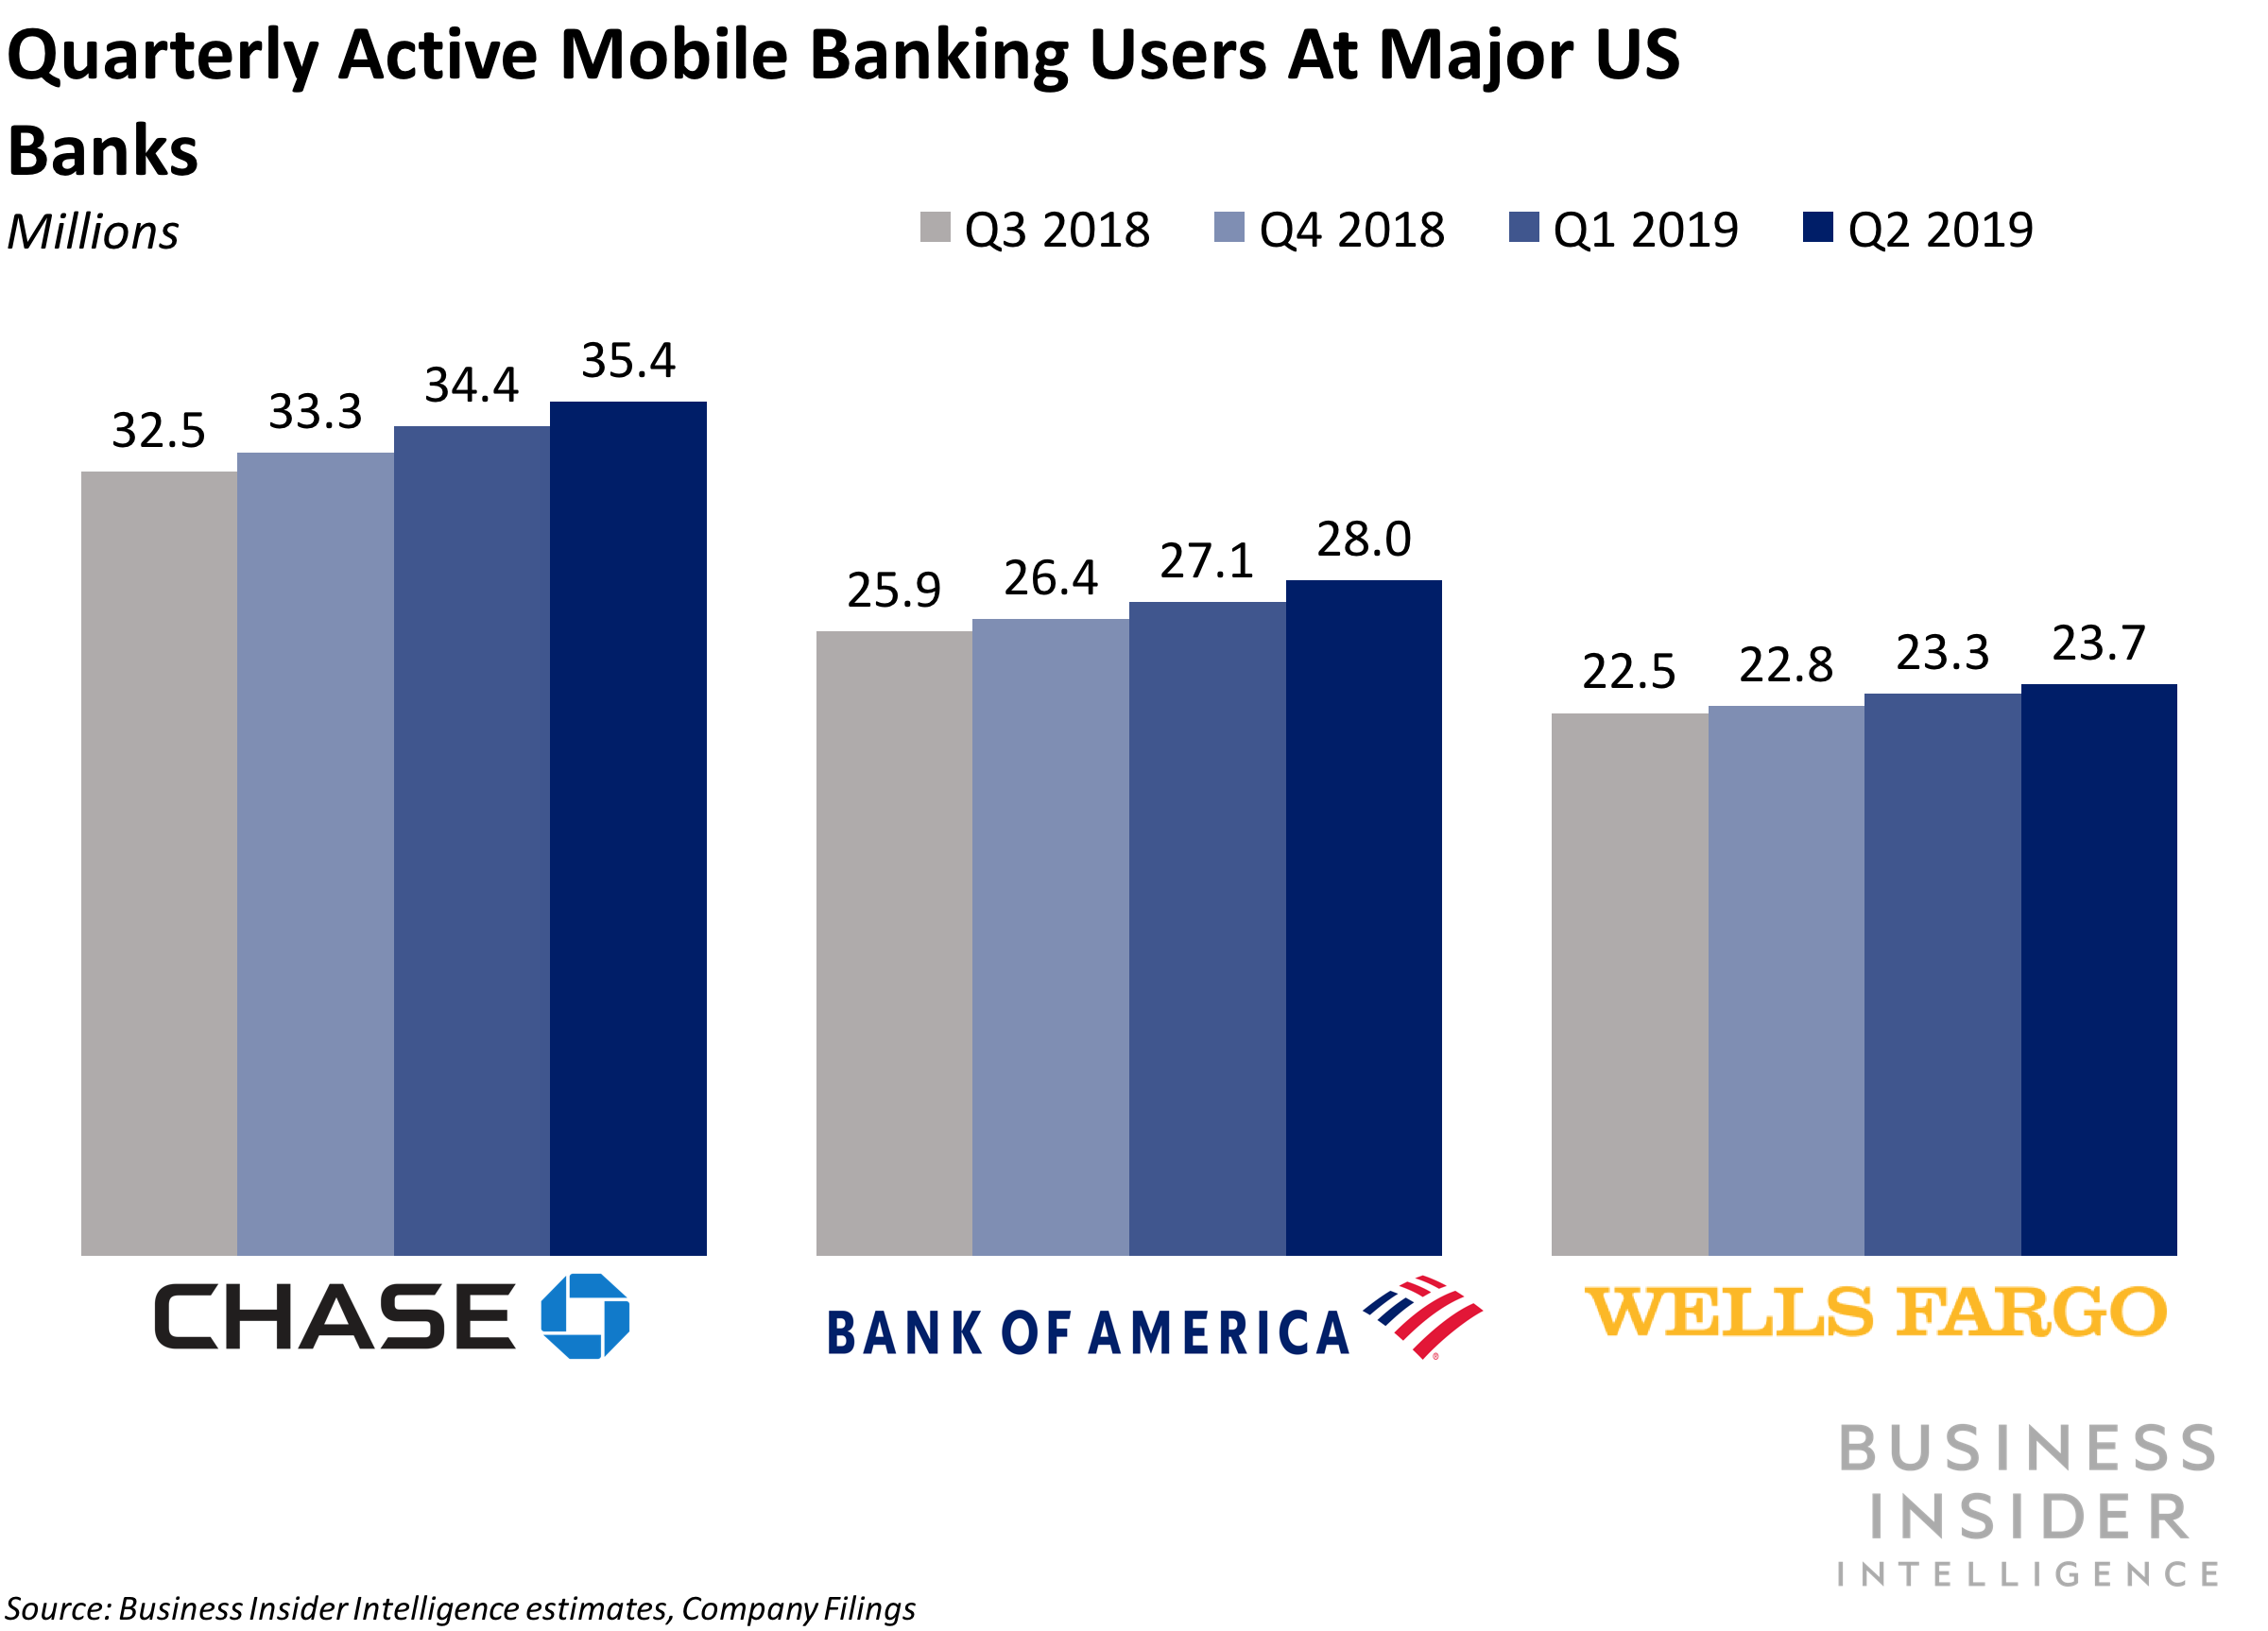 Quarterly Active Mobile Banking Users At Major US
Banks
Millions
Q3 2018 Q4 2018 Q1 2019 Q2 2019
32.5 33.3 34.4 35.4
25.9 26.4 27.1 28.0
22.5 22.8 23.3 23.7
CHASE
BANK OF AMERICA
®
WELLS FARGO
BUSINESS
INSIDER
INTELLIGENCE
Source: Business Insider Intelligence estimates, Company Filings